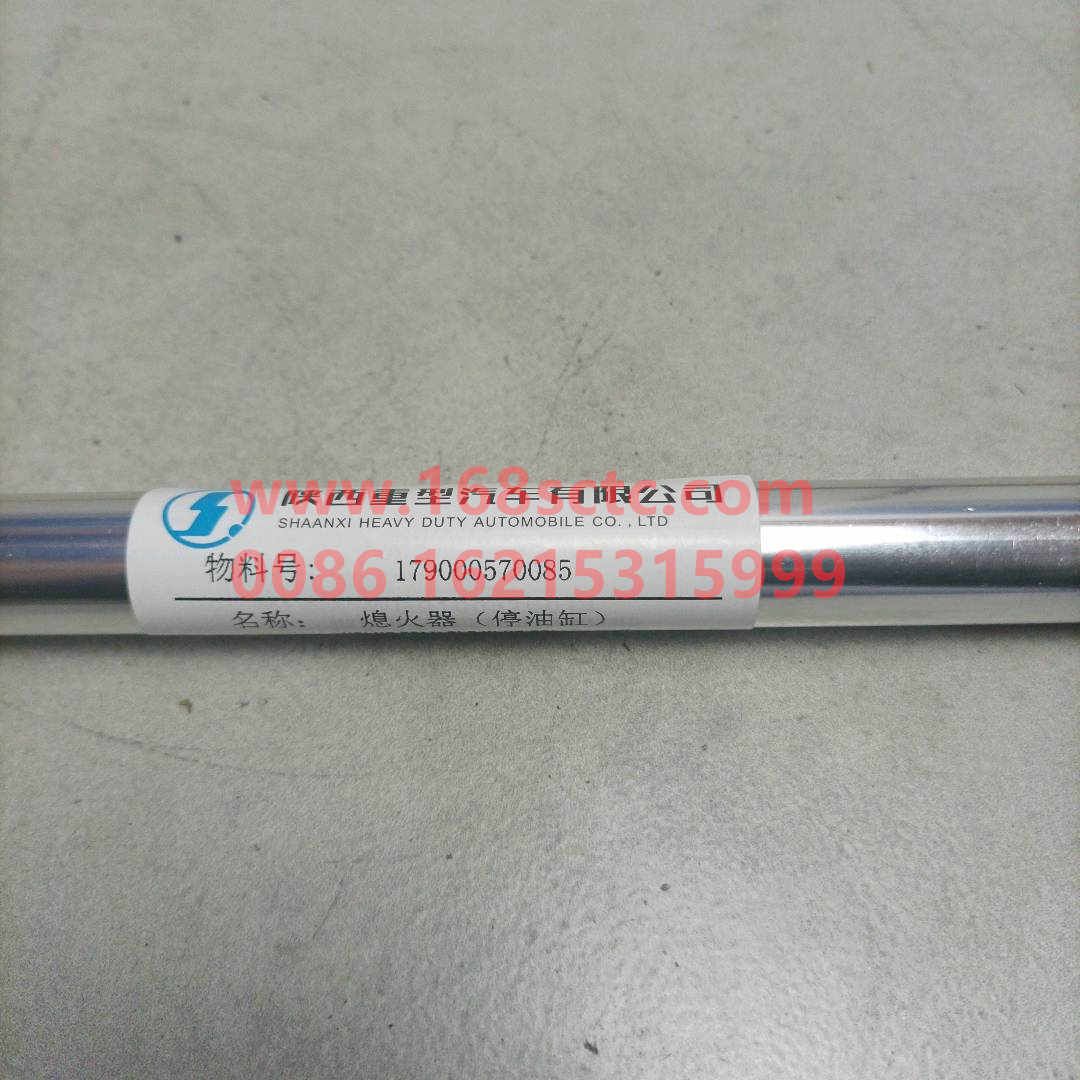 www.168sctc.com
陕西重型汽车有限公司
SHAANXI HEAVY DUTY AUTOMOBILE CO.,LTD
0086 16215315999
物料号: 179000570085
名称: 熄火器(停油缸)